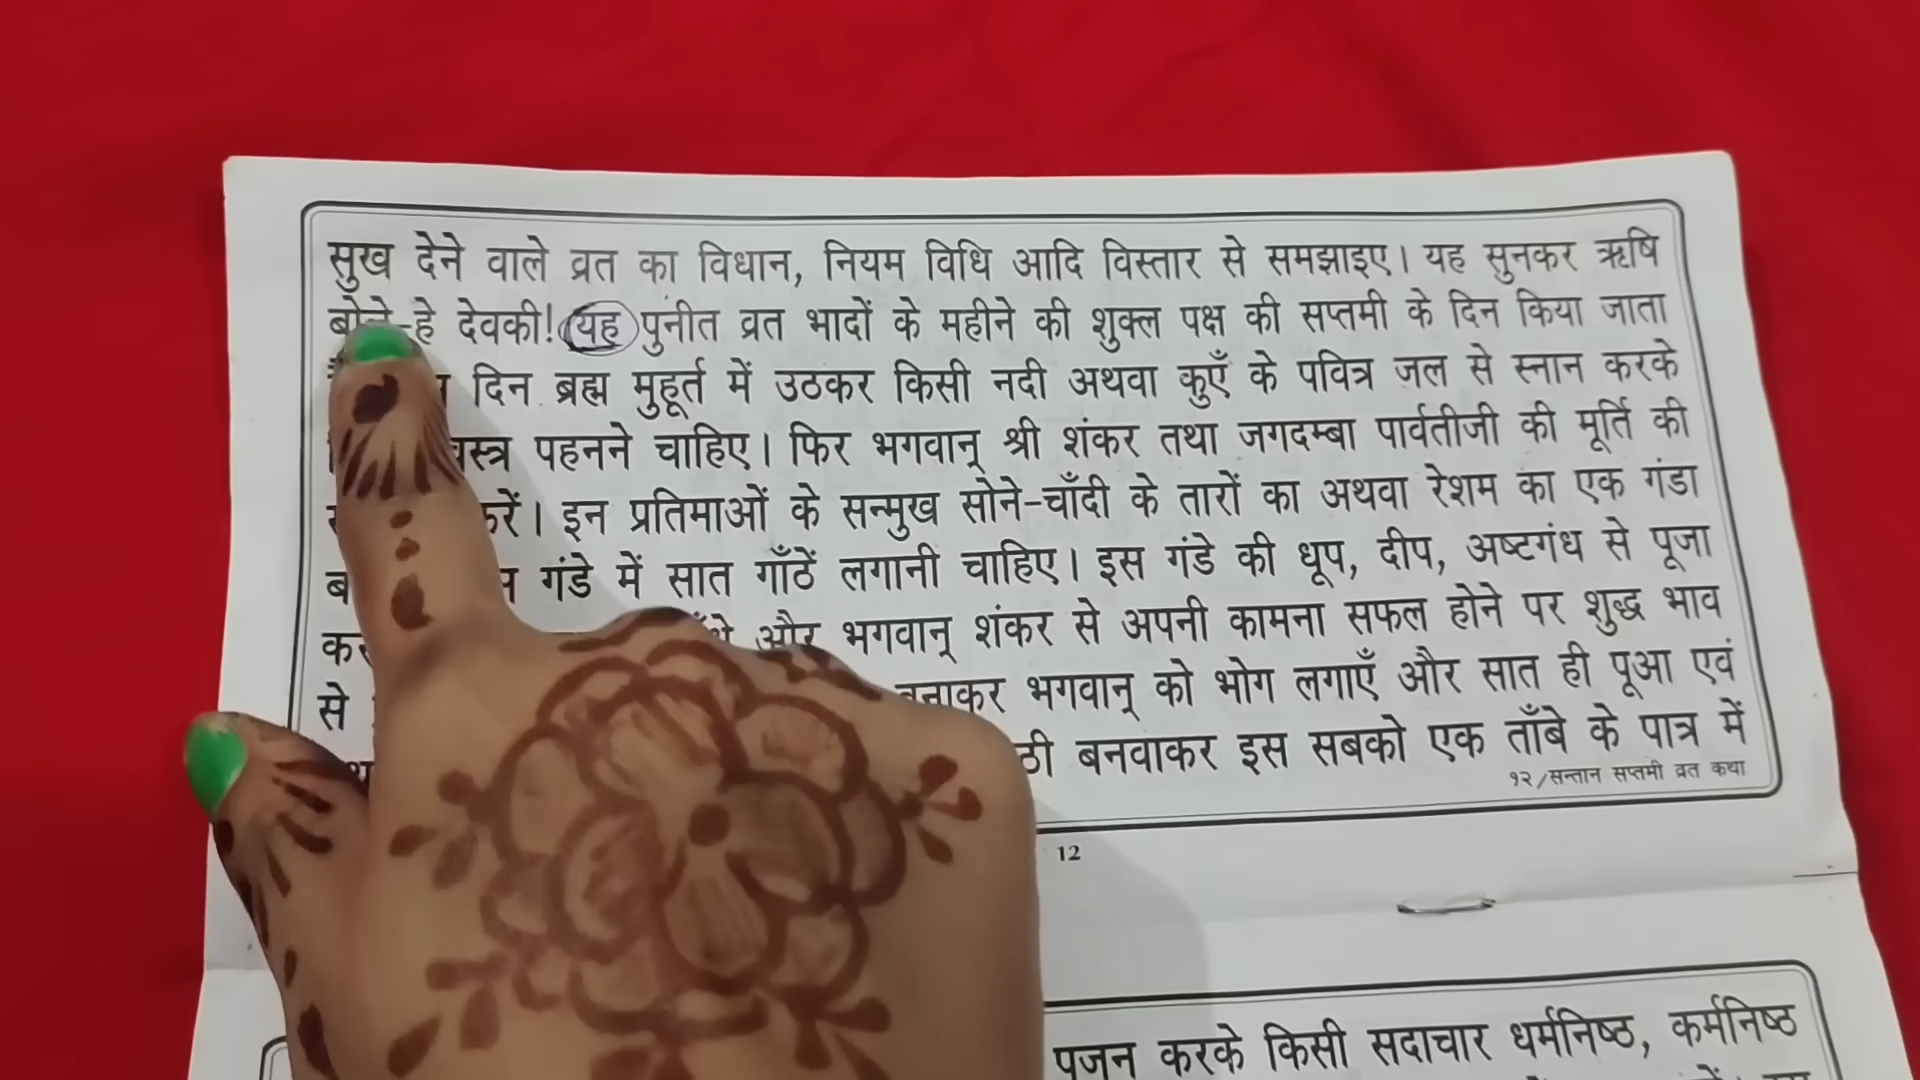 सुख देने वाले व्रत का विधान, नियम विधि आदि विस्तार से समझाइए। यह सुनकर ऋषि
बोले-हे देवकी! यह पुनीत व्रत भादों के महीने की शुक्ल पक्ष की सप्तमी के दिन किया जाता
दिन ब्रह्म मुहूर्त में उठकर किसी नदी अथवा कुएँ के पवित्र जल से स्नान करके
वस्त्र पहनने चाहिए। फिर भगवान् श्री शंकर तथा जगदम्बा पार्वतीजी की मूर्ति की
करें। इन प्रतिमाओं के सन्मुख सोने-चाँदी के तारों का अथवा रेशम का एक गंडा
गंडे में सात गाँठें लगानी चाहिए। इस गंडे की धूप, दीप, अष्टगंध से पूजा
और भगवान् शंकर से अपनी कामना सफल होने पर शुद्ध भाव
से बनाकर भगवान् को भोग लगाएँ और सात ही पूआ एवं
बनवाकर इस सबको एक ताँबे के पात्र में
१२/सन्तान सप्तमी व्रत कथा
12
पूजन करके किसी सदाचार धर्मनिष्ठ, कर्मनिष्ठ